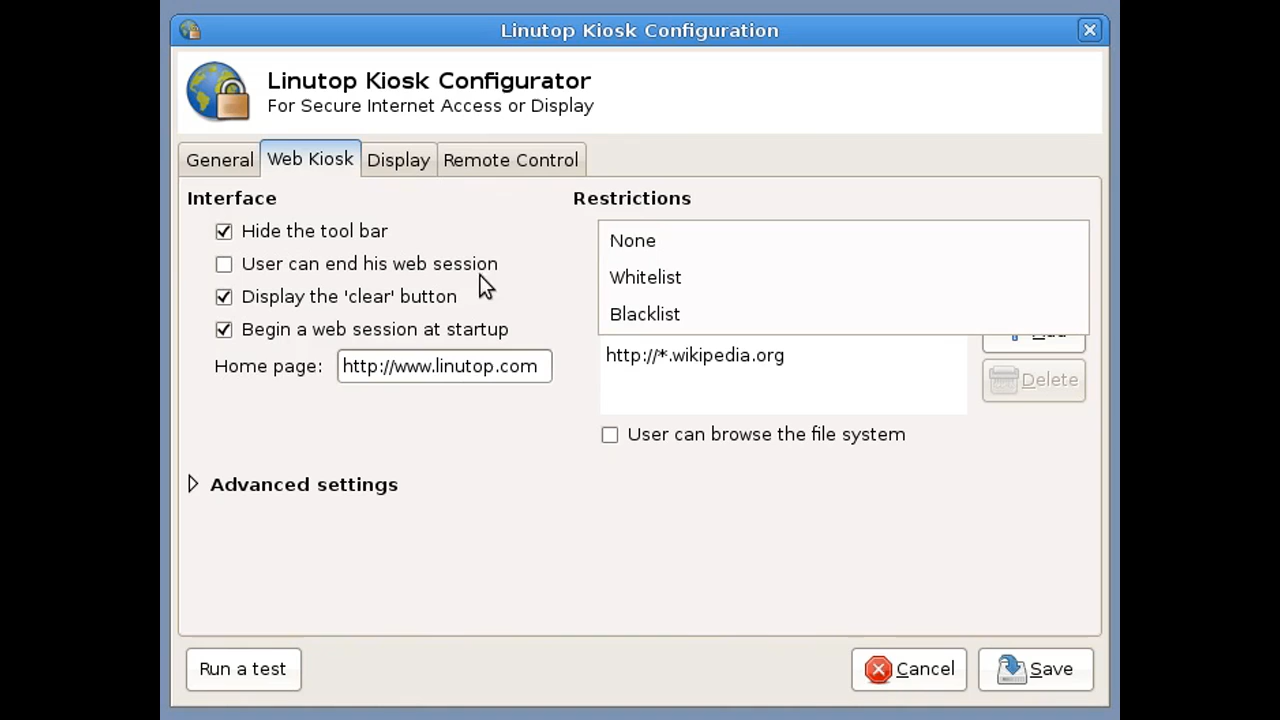 Linutop Kiosk Configuration
Linutop Kiosk Configurator
For Secure Internet Access or Display
General
Web Kiosk
Display
Remote Control
Interface
Hide the tool bar
User can end his web session
Display the 'clear' button
Begin a web session at startup
Home page: http://www.linutop.com
Restrictions
None
Whitelist
Blacklist
http://*.wikipedia.org
Delete
User can browse the file system
Advanced settings
Run a test
Cancel
Save